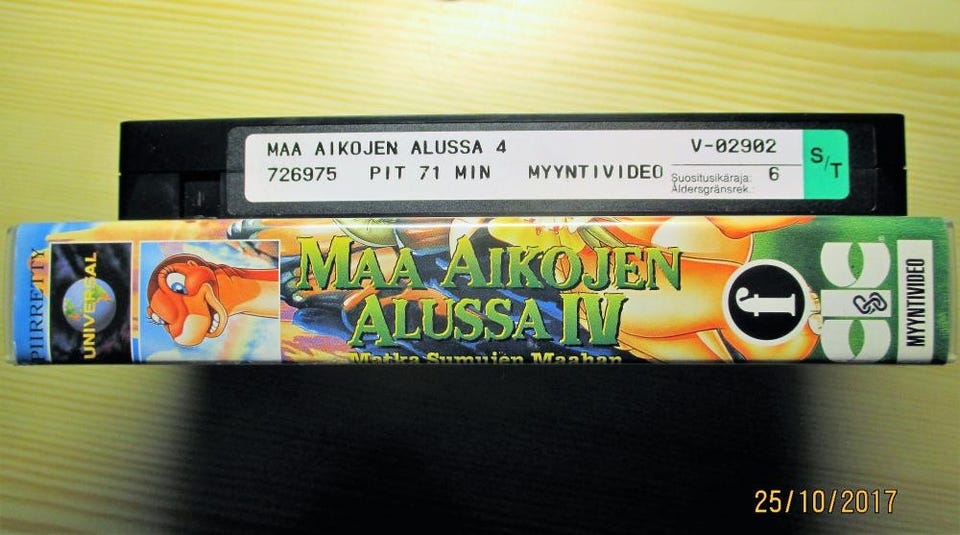 MAA AIKOJEN ALUSSA 4
V-02902
726975 PIT 71 MIN MYYNTIVIDEO
Suositusikäraja:
Åldersgränsrek.:
6
S/T
PIIRRETTY
UNIVERSAL
MAA AIKOJEN
ALUSSA IV
Matka Sumujen Maahan
f
MYYNTIVIDEO
25/10/2017